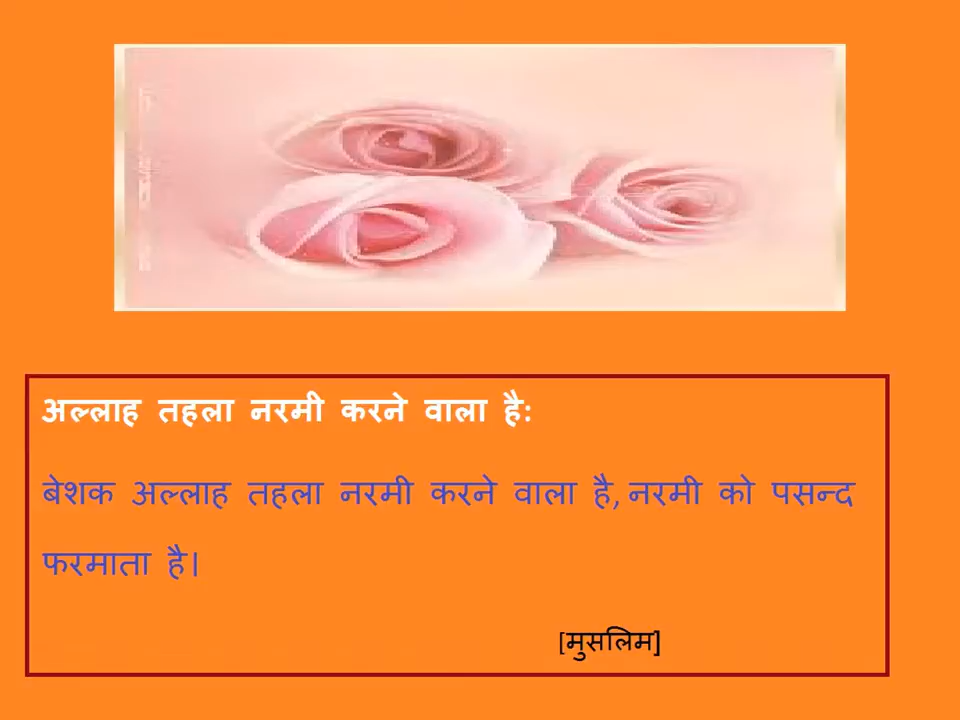 अल्लाह तहला नरमी करने वाला है:
बेशक अल्लाह तहला नरमी करने वाला है, नरमी को पसन्द
फरमाता है।
[मुसलिम]